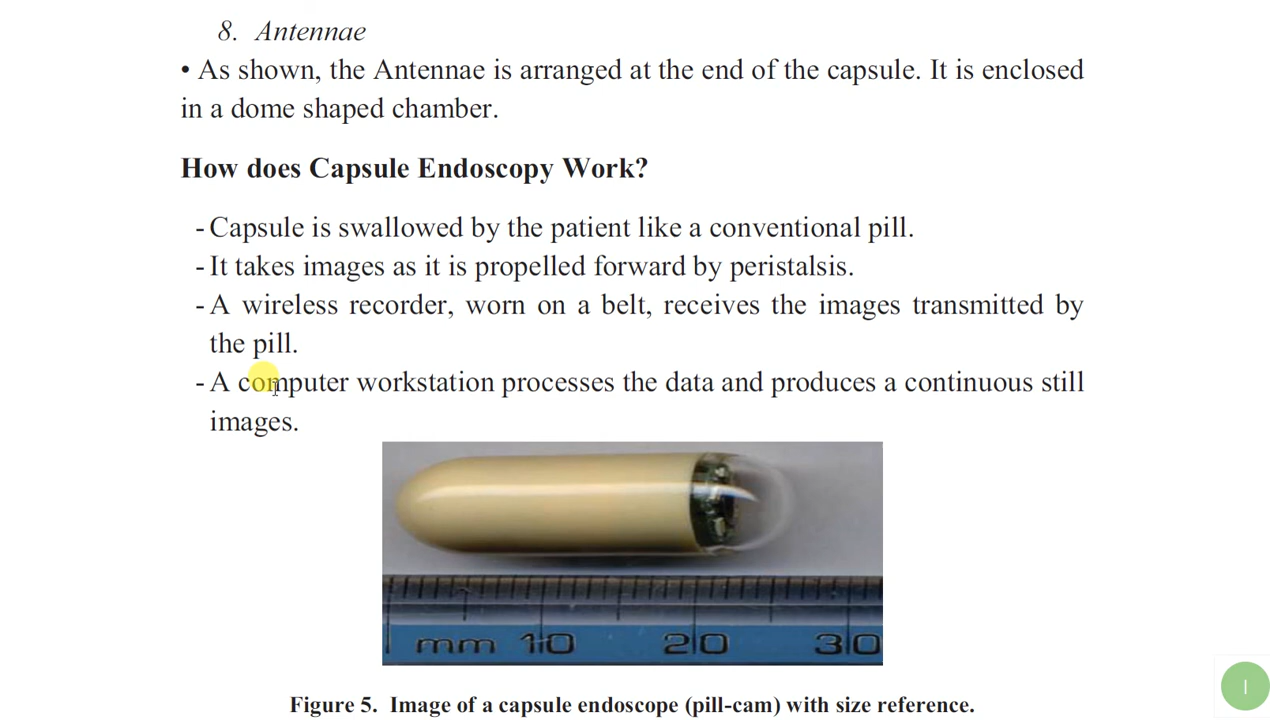 8. Antennae
• As shown, the Antennae is arranged at the end of the capsule. It is enclosed
in a dome shaped chamber.
How does Capsule Endoscopy Work?
- Capsule is swallowed by the patient like a conventional pill.
- It takes images as it is propelled forward by peristalsis.
- A wireless recorder, worn on a belt, receives the images transmitted by
the pill.
- A computer workstation processes the data and produces a continuous still
images.
mm 10 20 30
Figure 5. Image of a capsule endoscope (pill-cam) with size reference.